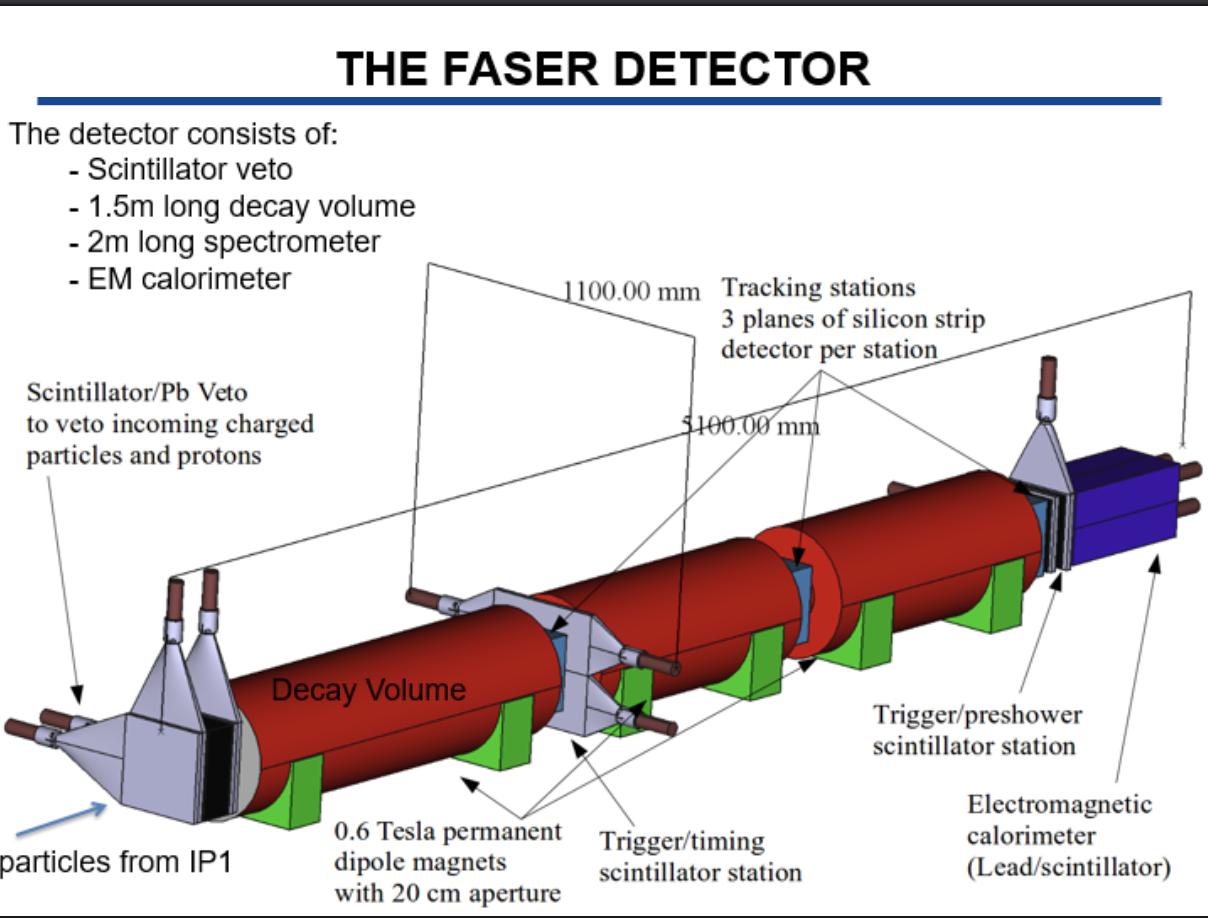 THE FASER DETECTOR
The detector consists of:
- Scintillator veto
- 1.5m long decay volume
- 2m long spectrometer
- EM calorimeter
1100.00 mm
Tracking stations
3 planes of silicon strip
detector per station
5100.00 mm
Scintillator/Pb Veto
to veto incoming charged
particles and protons
Decay Volume
particles from IP1
0.6 Tesla permanent
dipole magnets
with 20 cm aperture
Trigger/timing
scintillator station
Trigger/preshower
scintillator station
Electromagnetic
calorimeter
(Lead/scintillator)